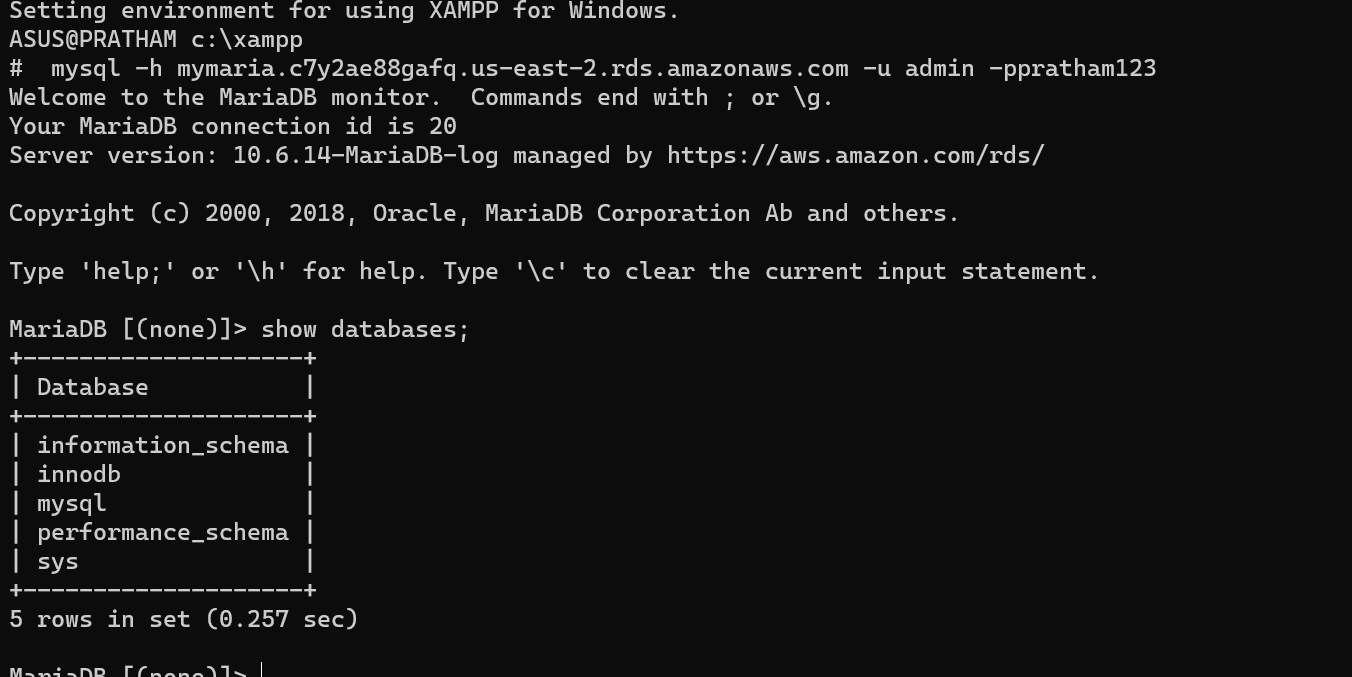 Setting environment for using XAMPP for Windows.
ASUS@PRATHAM c:\xampp
#  mysql -h mymaria.c7y2ae88gafq.us-east-2.rds.amazonaws.com -u admin -ppratham123
Welcome to the MariaDB monitor.  Commands end with ; or \g.
Your MariaDB connection id is 20
Server version: 10.6.14-MariaDB-log managed by https://aws.amazon.com/rds/

Copyright (c) 2000, 2018, Oracle, MariaDB Corporation Ab and others.

Type 'help;' or '\h' for help. Type '\c' to clear the current input statement.

MariaDB [(none)]> show databases;
+--------------------+
| Database           |
+--------------------+
| information_schema |
| innodb             |
| mysql              |
| performance_schema |
| sys                |
+--------------------+
5 rows in set (0.257 sec)

MariaDB [(none)]>